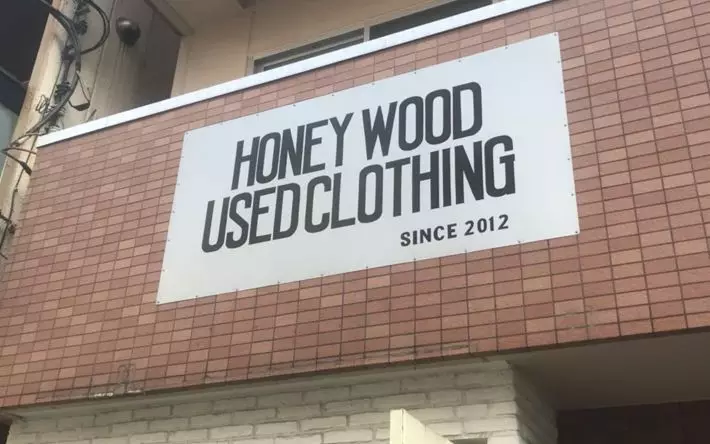 HONEY WOOD
USED CLOTHING
SINCE 2012